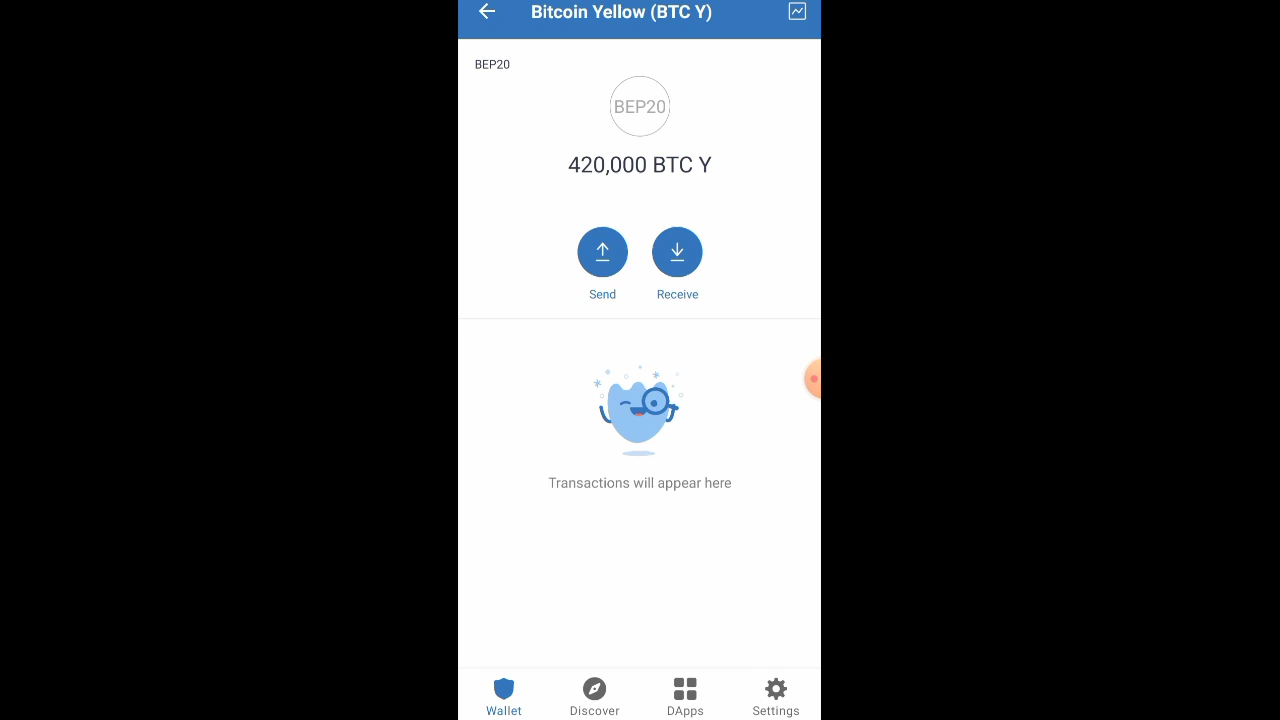 Bitcoin Yellow (BTC Y)
BEP20
BEP20
420,000 BTC Y
Send Receive
Transactions will appear here
Wallet Discover DApps Settings